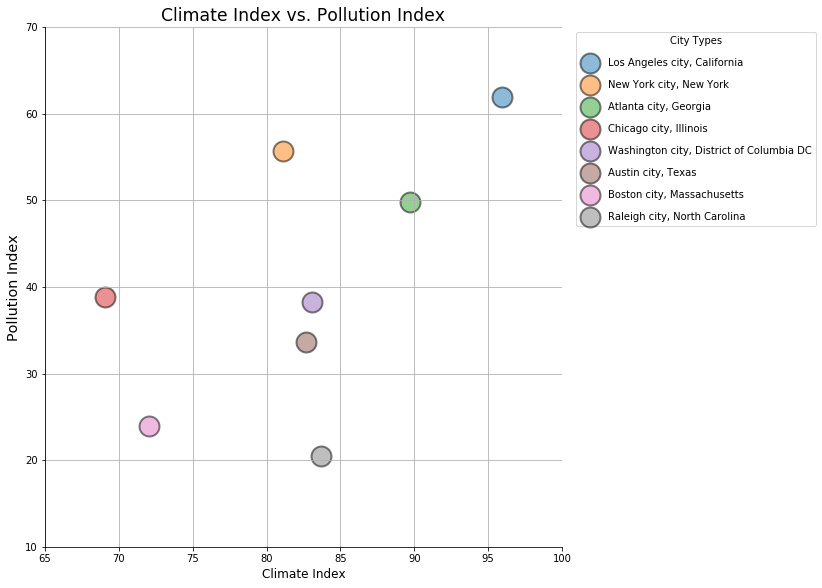 Climate Index vs. Pollution Index
70
60
50
40
30
20
10
Pollution Index
65
70
75
80
85
90
95
100
Climate Index
City Types
Los Angeles city, California
New York city, New York
Atlanta city, Georgia
Chicago city, Illinois
Washington city, District of Columbia DC
Austin city, Texas
Boston city, Massachusetts
Raleigh city, North Carolina